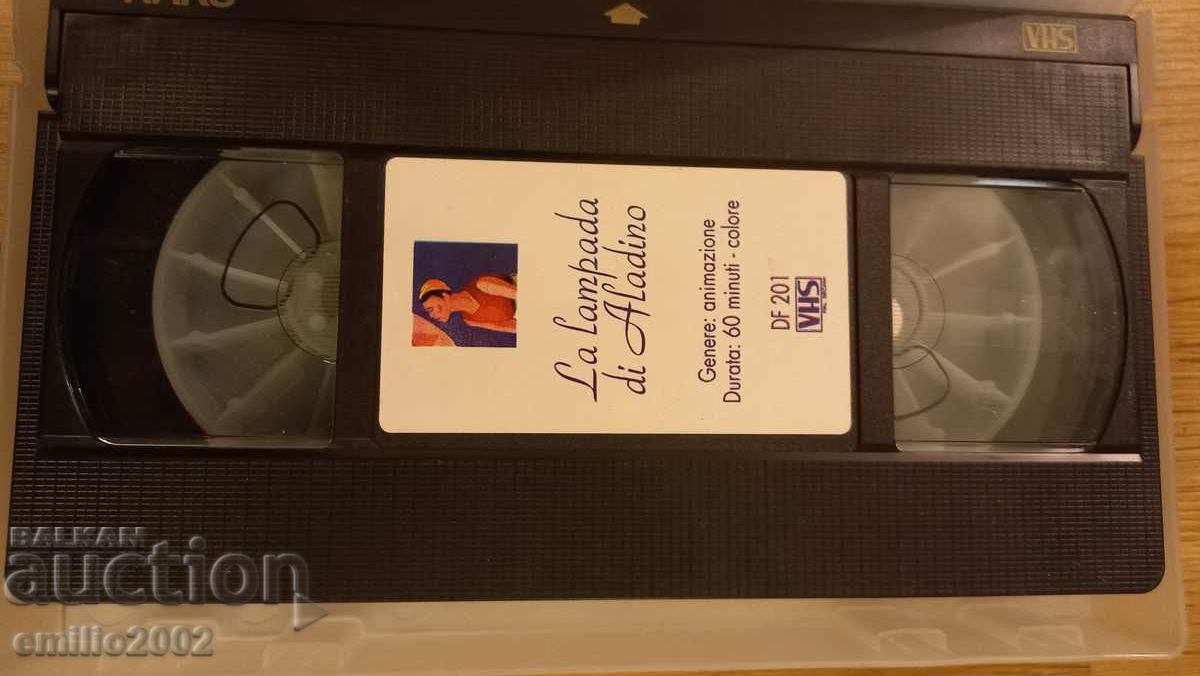 VHS
La Lampada
di Aladino
Genere: animazione
Durata: 60 minuti - colore
DF 201
VHS
BALKAN
auction
emilio2002